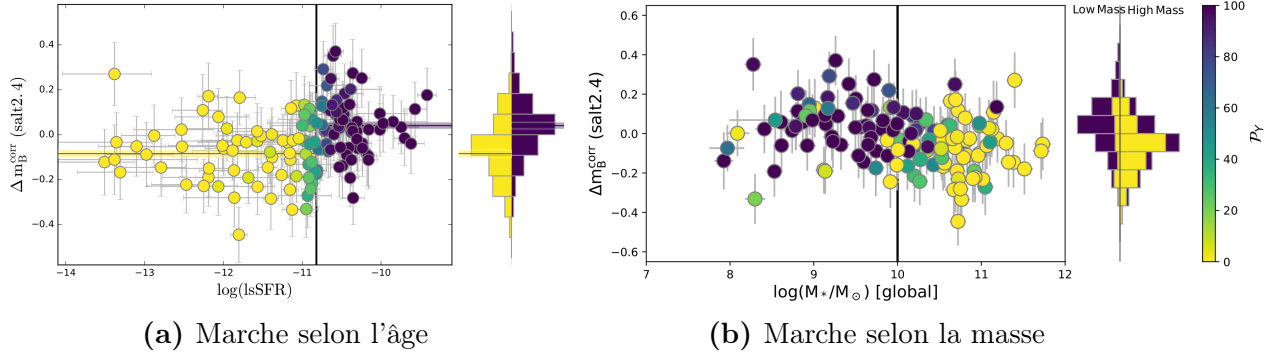 0.4
0.2
0.0
−0.2
−0.4
Δ m_B^corr (salt2. 4)
−14 −13 −12 −11 −10
log(lsSFR)
0.6
0.4
0.2
0.0
−0.2
−0.4
−0.6
Δm_B^corr (salt2.4)
7 8 9 10 11 12
log(M_*/M_⊙) [global]
Low Mass High Mass
100
80
60
40
20
0
𝒫_Y
(a) Marche selon l'âge
(b) Marche selon la masse